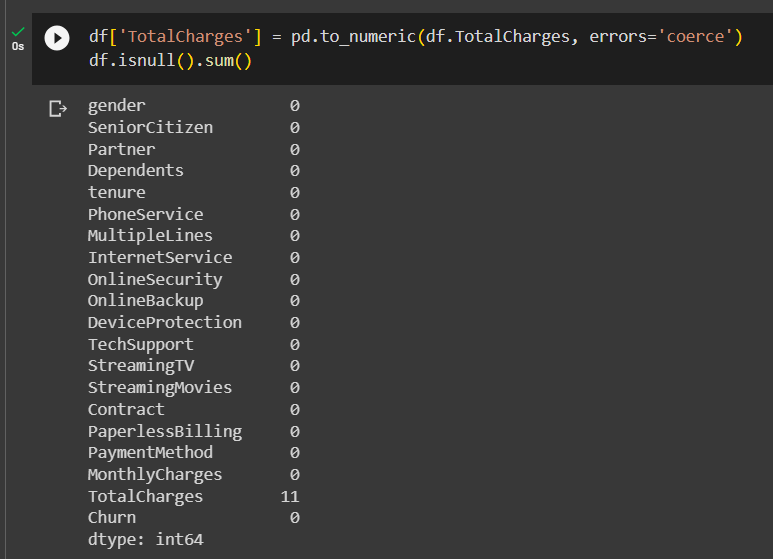 df['TotalCharges'] = pd.to_numeric(df.TotalCharges, errors='coerce')
df.isnull().sum()
0s
gender 0
SeniorCitizen 0
Partner 0
Dependents 0
tenure 0
PhoneService 0
MultipleLines 0
InternetService 0
OnlineSecurity 0
OnlineBackup 0
DeviceProtection 0
TechSupport 0
StreamingTV 0
StreamingMovies 0
Contract 0
PaperlessBilling 0
PaymentMethod 0
MonthlyCharges 0
TotalCharges 11
Churn 0
dtype: int64